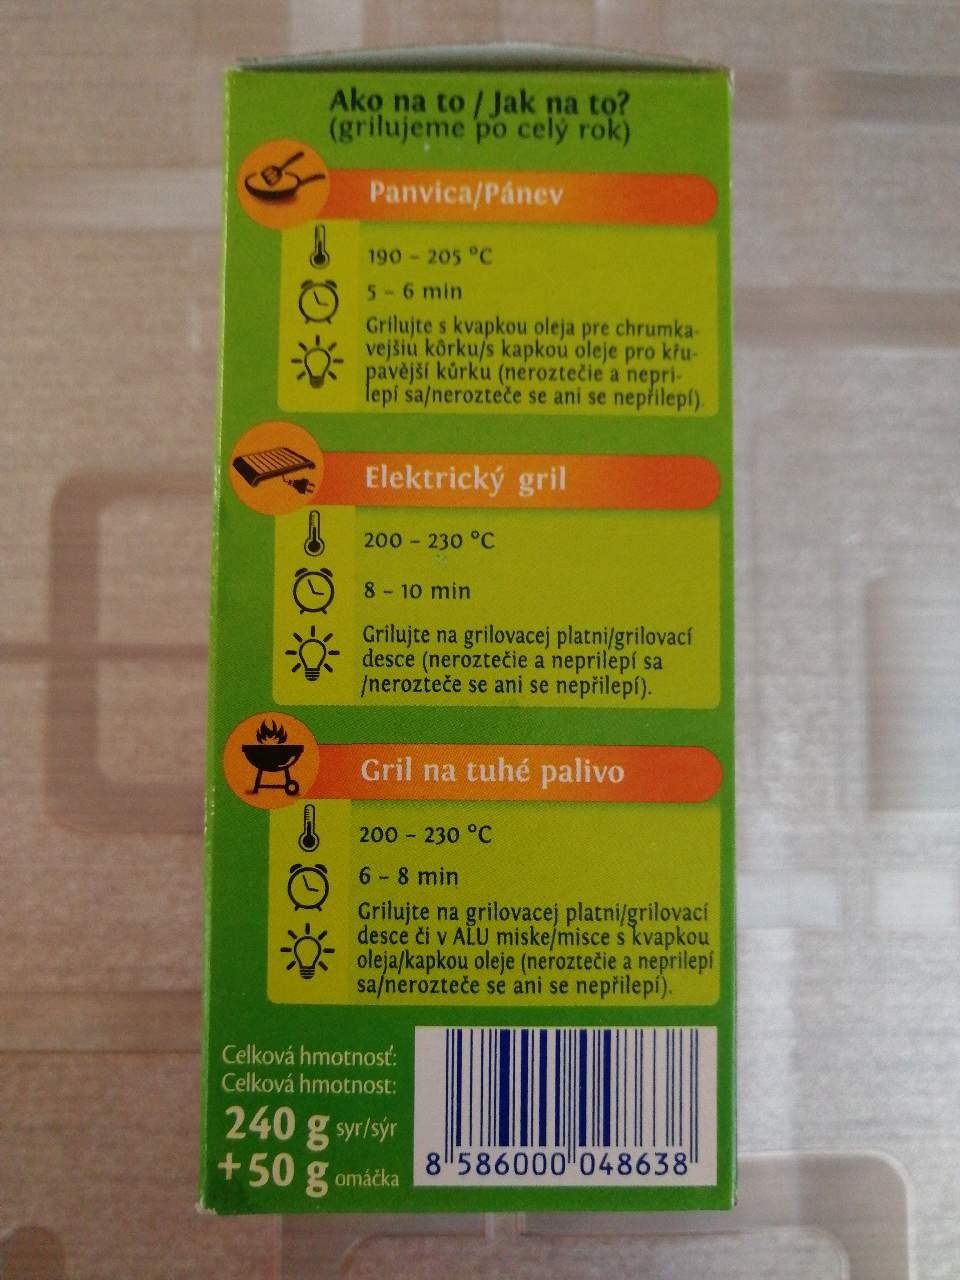 Ako na to / Jak na to?
(grilujeme po celý rok)
Panvica/Pánev
190 – 205 °C
5 – 6 min
Grilujte s kvapkou oleja pre chrumka-
vejšiu kôrku/s kapkou oleje pro křu-
pavější kůrku (neroztečie a nepri-
lepí sa/nerozteče se ani se nepřilepí).
Elektrický gril
200 – 230 °C
8 – 10 min
Grilujte na grilovacej platni/grilovací
desce (neroztečie a neprilepí sa
/nerozteče se ani se nepřilepí).
Gril na tuhé palivo
200 – 230 °C
6 – 8 min
Grilujte na grilovacej platni/grilovací
desce či v ALU miske/misce s kvapkou
oleja/kapkou oleje (neroztečie a neprilepí
sa/nerozteče se ani se nepřilepí).
Celková hmotnosť:
Celková hmotnost:
240 g syr/sýr
+50 g omáčka
8 586000 048638